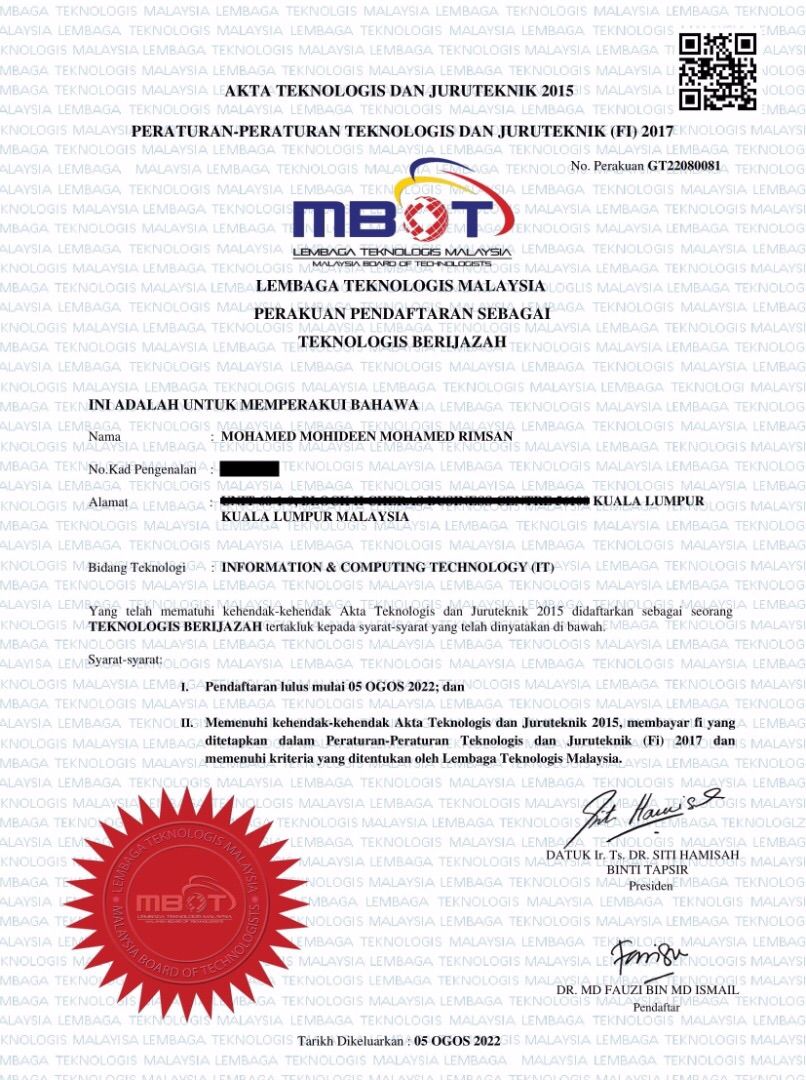 AKTA TEKNOLOGIS DAN JURUTEKNIK 2015
PERATURAN-PERATURAN TEKNOLOGIS DAN JURUTEKNIK (FI) 2017
No. Perakuan GT22080081
MBOT
LEMBAGA TEKNOLOGIS MALAYSIA
MALAYSIA BOARD OF TECHNOLOGISTS
LEMBAGA TEKNOLOGIS MALAYSIA
PERAKUAN PENDAFTARAN SEBAGAI
TEKNOLOGIS BERIJAZAH
INI ADALAH UNTUK MEMPERAKUI BAHAWA
Nama : MOHAMED MOHIDEEN MOHAMED RIMSAN
No.Kad Pengenalan :
Alamat : KUALA LUMPUR
KUALA LUMPUR MALAYSIA
Bidang Teknologi : INFORMATION & COMPUTING TECHNOLOGY (IT)
Yang telah mematuhi kehendak-kehendak Akta Teknologis dan Juruteknik 2015 didaftarkan sebagai seorang
TEKNOLOGIS BERIJAZAH tertakluk kepada syarat-syarat yang telah dinyatakan di bawah.
Syarat-syarat:
I. Pendaftaran lulus mulai 05 OGOS 2022; dan
II. Memenuhi kehendak-kehendak Akta Teknologis dan Juruteknik 2015, membayar fi yang
ditetapkan dalam Peraturan-Peraturan Teknologis dan Juruteknik (Fi) 2017 dan
memenuhi kriteria yang ditentukan oleh Lembaga Teknologis Malaysia.
DATUK Ir. Ts. DR. SITI HAMISAH
BINTI TAPSIR
Presiden
LEMBAGA TEKNOLOGIS MALAYSIA
MBOT
LEMBAGA TEKNOLOGIS MALAYSIA
MALAYSIA BOARD OF TECHNOLOGISTS
MALAYSIA BOARD OF TECHNOLOGISTS
DR. MD FAUZI BIN MD ISMAIL
Pendaftar
Tarikh Dikeluarkan : 05 OGOS 2022